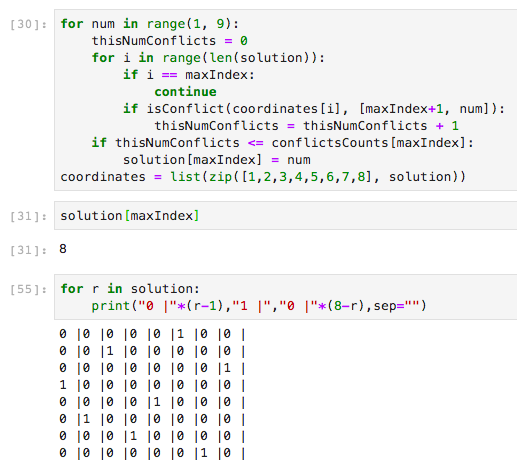 [30]: for num in range(1, 9):
thisNumConflicts = 0
for i in range(len(solution)):
if i == maxIndex:
continue
if isConflict(coordinates[i], [maxIndex+1, num]):
thisNumConflicts = thisNumConflicts + 1
if thisNumConflicts <= conflictsCounts[maxIndex]:
solution[maxIndex] = num
coordinates = list(zip([1,2,3,4,5,6,7,8], solution))
[31]: solution[maxIndex]
[31]: 8
[55]: for r in solution:
print("0 |"*(r-1),"1 |","0 |"*(8-r),sep="")
0 |0 |0 |0 |0 |1 |0 |0 |
0 |0 |1 |0 |0 |0 |0 |0 |
0 |0 |0 |0 |0 |0 |0 |1 |
1 |0 |0 |0 |0 |0 |0 |0 |
0 |0 |0 |0 |1 |0 |0 |0 |
0 |1 |0 |0 |0 |0 |0 |0 |
0 |0 |0 |1 |0 |0 |0 |0 |
0 |0 |0 |0 |0 |0 |1 |0 |